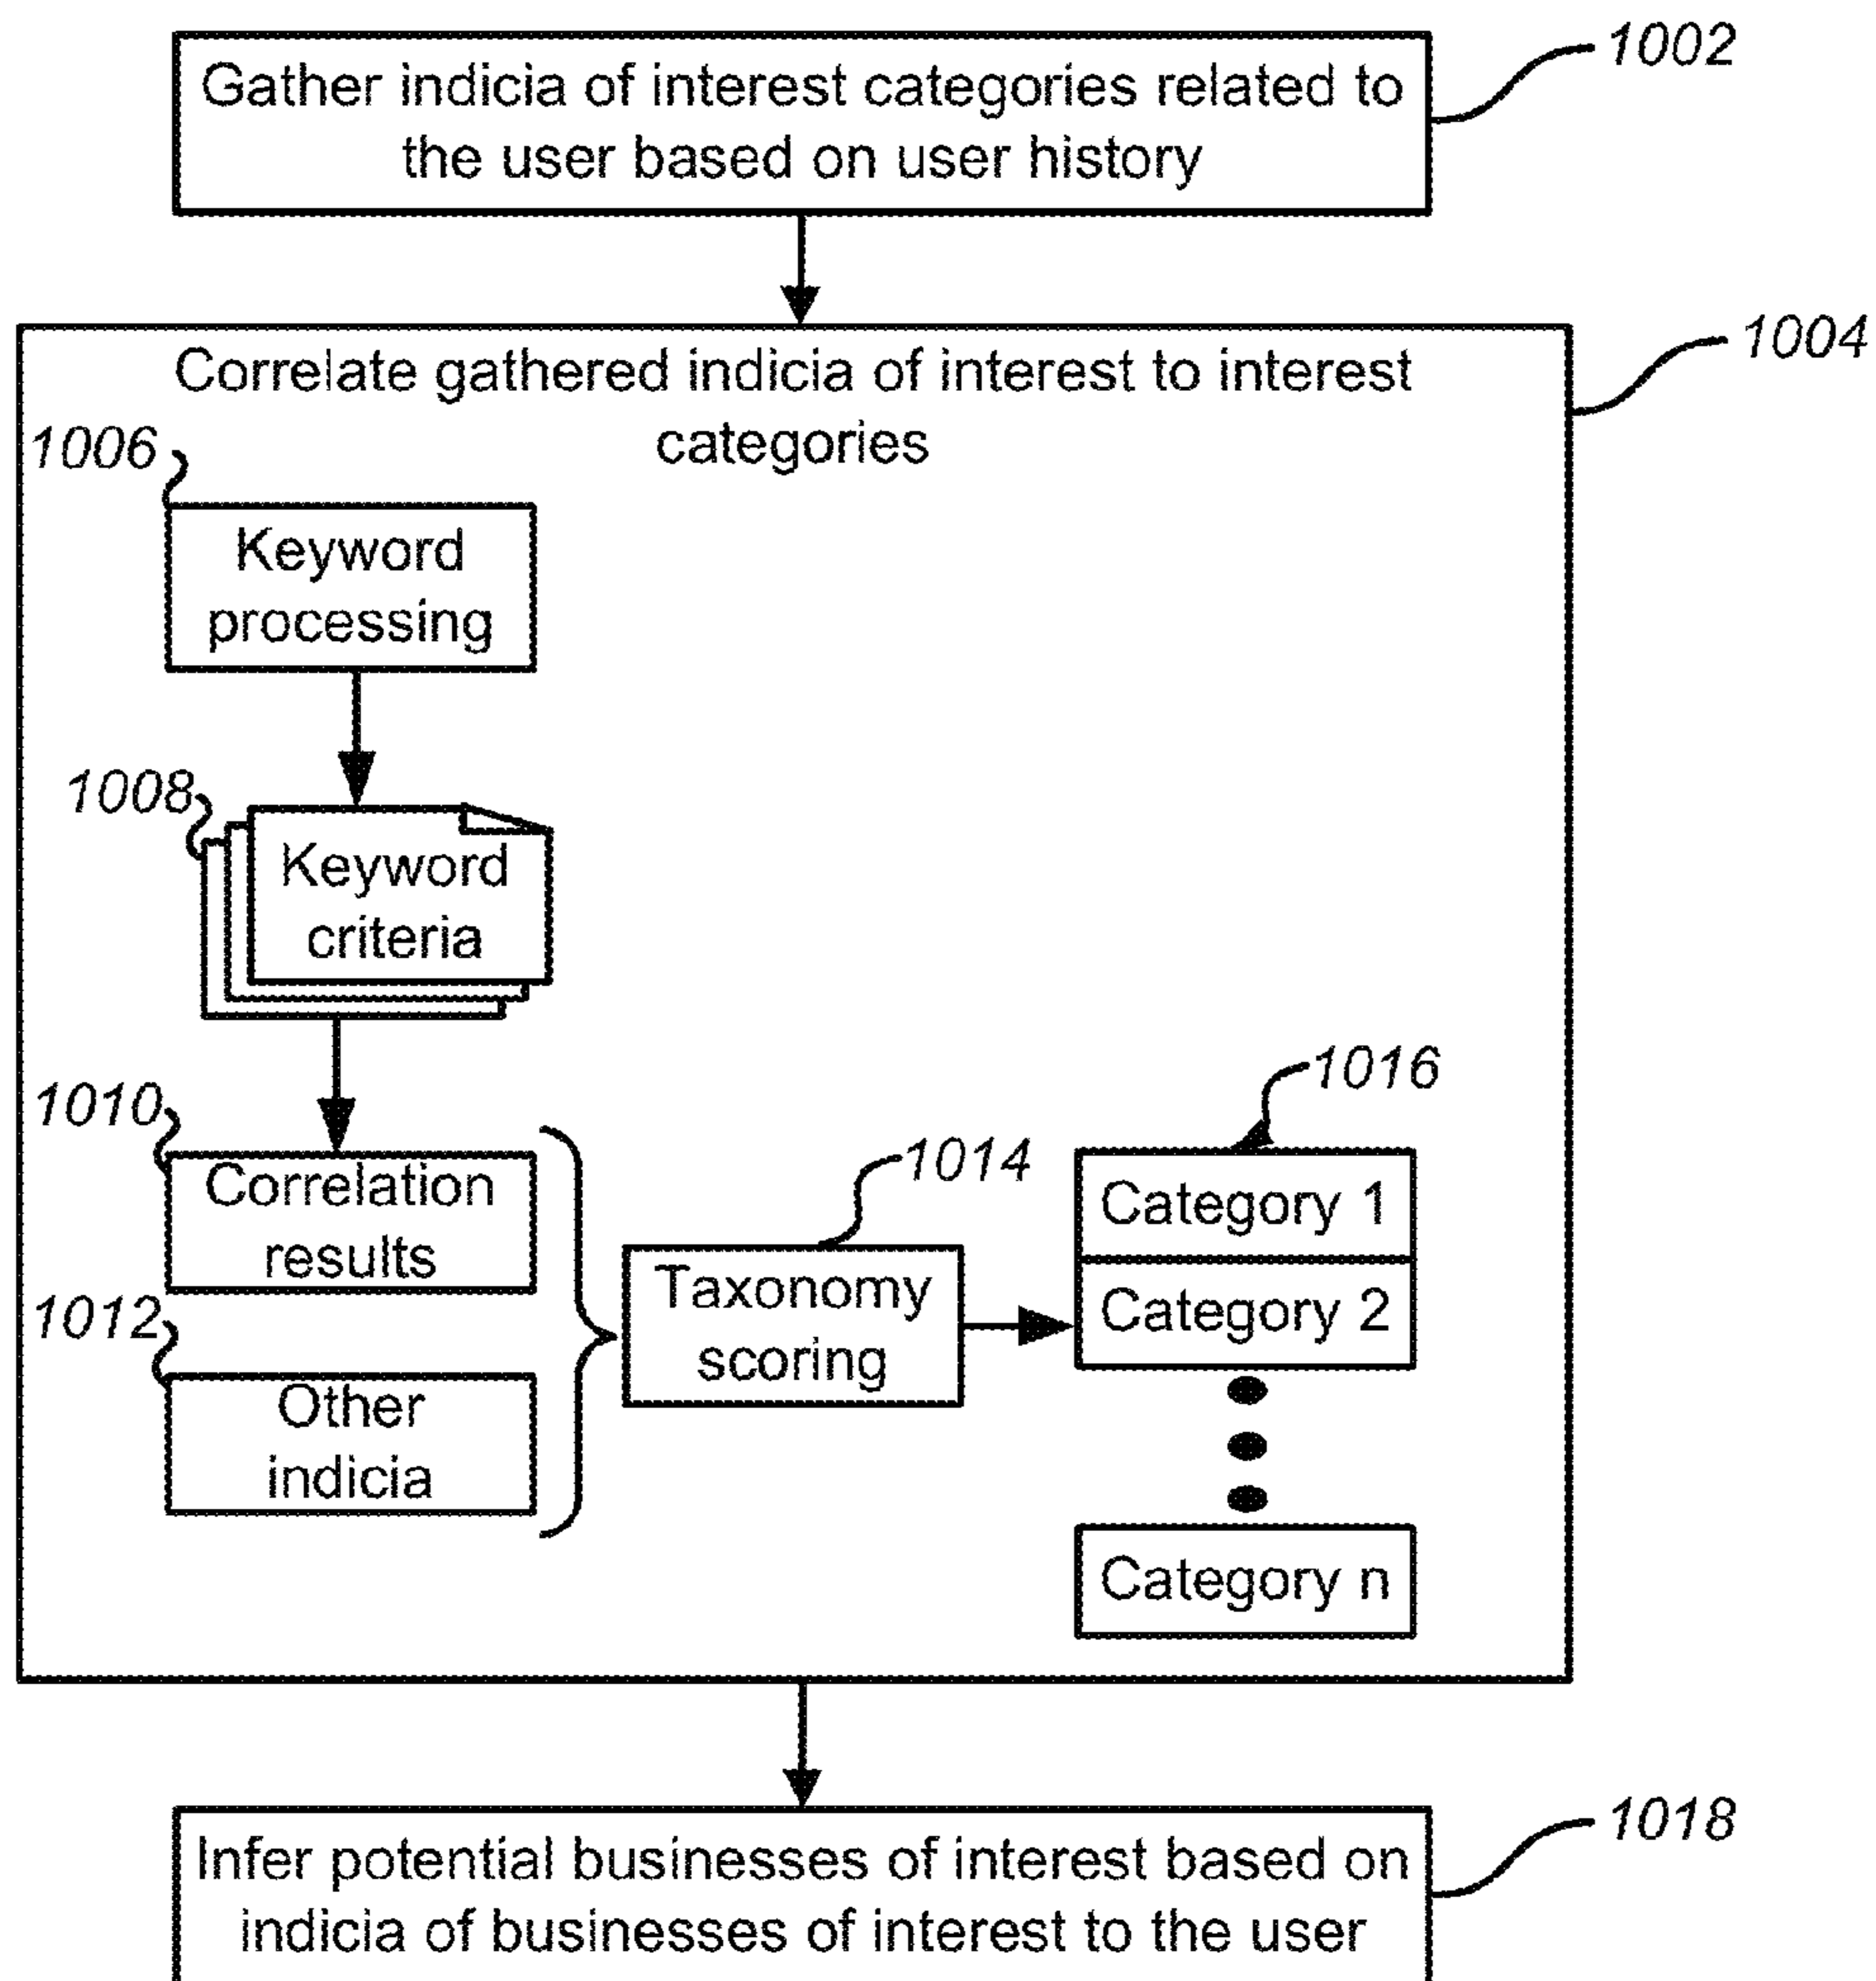 1002
Gather indicia of interest categories related to
the user based on user history
1004
Correlate gathered indicia of interest to interest
categories
1006
Keyword
processing
1008
Keyword
criteria
1010
Correlation
results
1012
Other
indicia
1014
Taxonomy
scoring
1016
Category 1
Category 2
Category n
1018
Infer potential businesses of interest based on
indicia of businesses of interest to the user